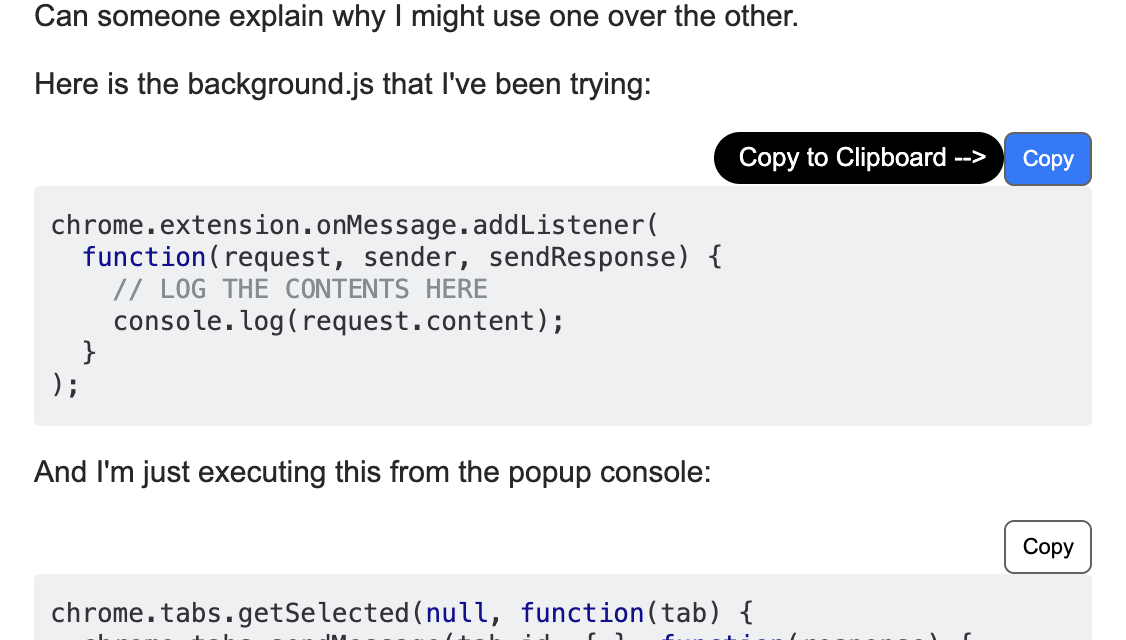 Can someone explain why I might use one over the other.
Here is the background.js that I've been trying:
Copy to Clipboard --> Copy
chrome.extension.onMessage.addListener(
  function(request, sender, sendResponse) {
    // LOG THE CONTENTS HERE
    console.log(request.content);
  }
);
And I'm just executing this from the popup console:
Copy
chrome.tabs.getSelected(null, function(tab) {